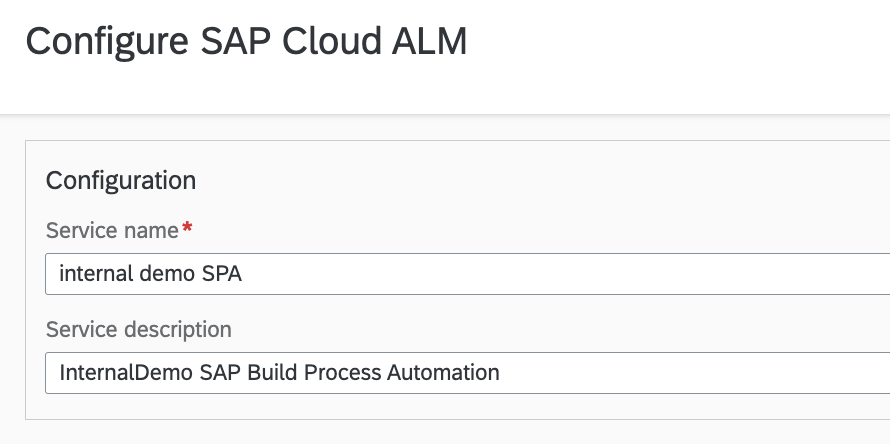 Configure SAP Cloud ALM
Configuration
Service name*
internal demo SPA
Service description
InternalDemo SAP Build Process Automation